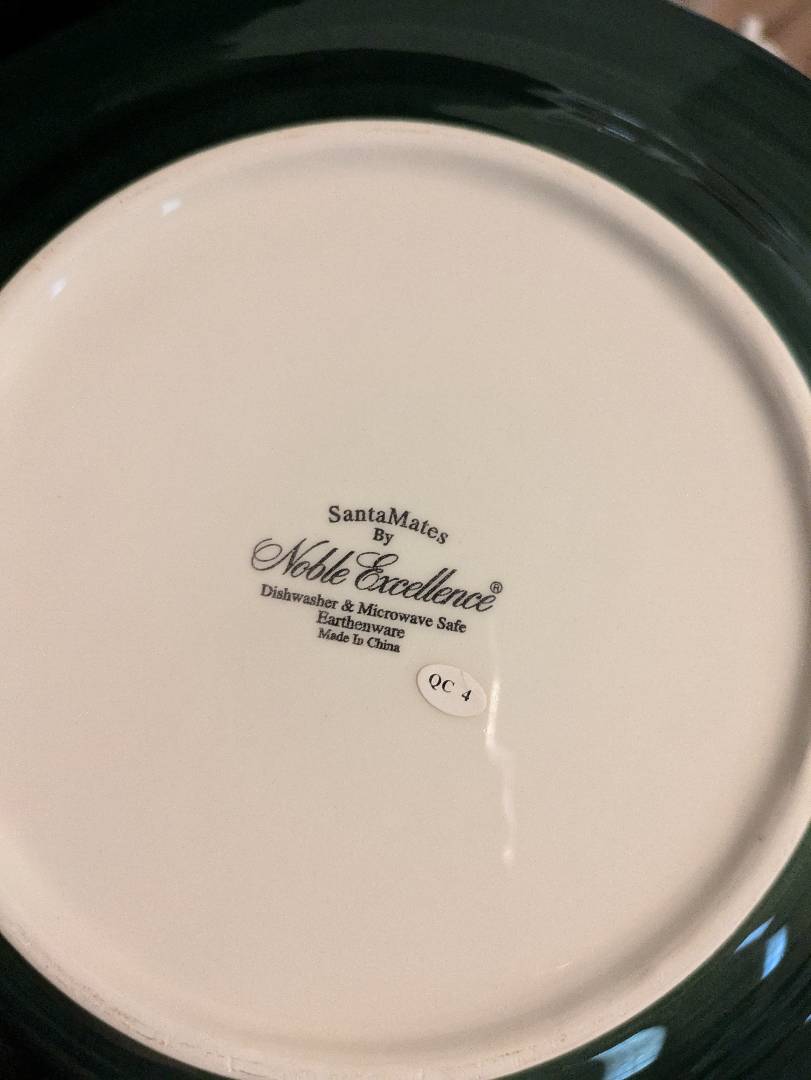 SantaMates
By
Noble Excellence®
Dishwasher & Microwave Safe
Earthenware
Made In China
QC 4